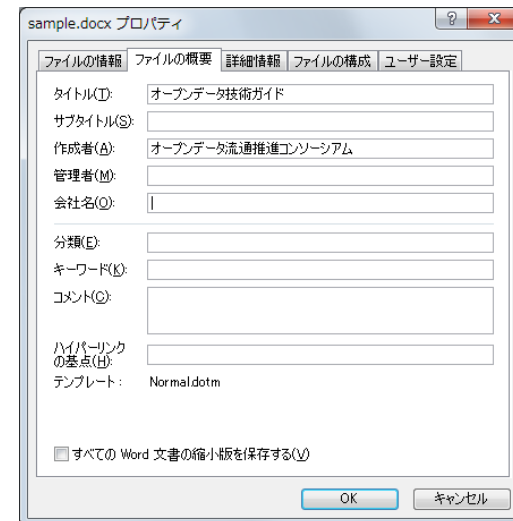 sample.docx プロパティ
ファイルの情報 ファイルの概要 詳細情報 ファイルの構成 ユーザー設定
タイトル(T): オープンデータ技術ガイド
サブタイトル(S):
作成者(A): オープンデータ流通推進コンソーシアム
管理者(M):
会社名(O):
分類(E):
キーワード(K):
コメント(C):
ハイパーリンク
の基点(H):
テンプレート: Normal.dotm
すべての Word 文書の縮小版を保存する(V)
OK キャンセル